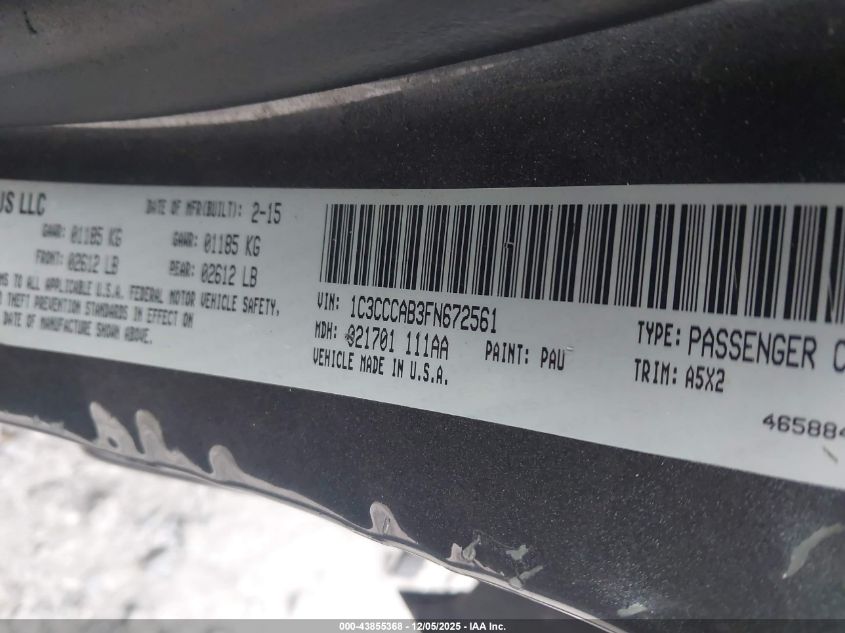 US LLC
DATE OF MFR(BUILT): 2-15
GAWR: 01185 KG GAWR: 01185 KG
FRONT: 02612 LB REAR: 02612 LB
MS TO ALL APPLICABLE U.S.A. FEDERAL MOTOR VEHICLE SAFETY,
THEFT PREVENTION STANDARDS IN EFFECT ON
DATE OF MANUFACTURE SHOWN ABOVE.
VIN: 1C3CCCAB3FN672561
MDH: 021701 111AA PAINT: PAU
VEHICLE MADE IN U.S.A.
TYPE: PASSENGER C
TRIM: A5X2
465884
000-43855368 - 12/05/2025 - IAA Inc.